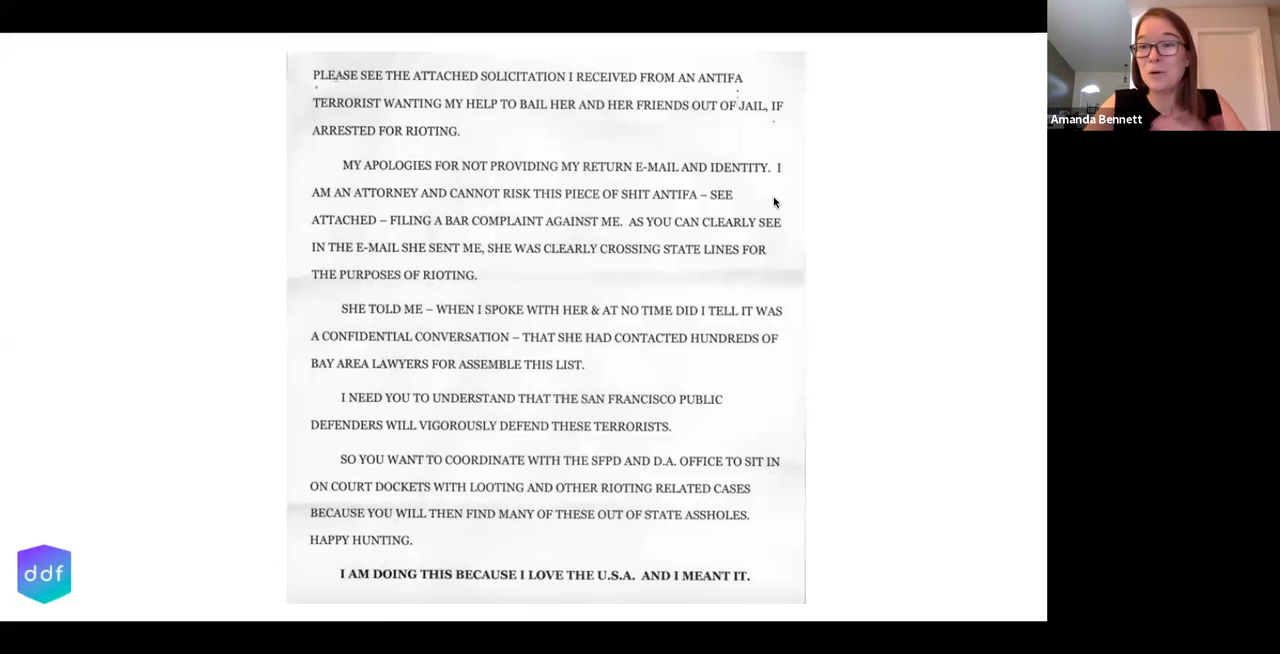 PLEASE SEE THE ATTACHED SOLICITATION I RECEIVED FROM AN ANTIFA
TERRORIST WANTING MY HELP TO BAIL HER AND HER FRIENDS OUT OF JAIL, IF
ARRESTED FOR RIOTING.
MY APOLOGIES FOR NOT PROVIDING MY RETURN E-MAIL AND IDENTITY. I
AM AN ATTORNEY AND CANNOT RISK THIS PIECE OF SHIT ANTIFA – SEE
ATTACHED – FILING A BAR COMPLAINT AGAINST ME. AS YOU CAN CLEARLY SEE
IN THE E-MAIL SHE SENT ME, SHE WAS CLEARLY CROSSING STATE LINES FOR
THE PURPOSES OF RIOTING.
SHE TOLD ME – WHEN I SPOKE WITH HER & AT NO TIME DID I TELL IT WAS
A CONFIDENTIAL CONVERSATION – THAT SHE HAD CONTACTED HUNDREDS OF
BAY AREA LAWYERS FOR ASSEMBLE THIS LIST.
I NEED YOU TO UNDERSTAND THAT THE SAN FRANCISCO PUBLIC
DEFENDERS WILL VIGOROUSLY DEFEND THESE TERRORISTS.
SO YOU WANT TO COORDINATE WITH THE SFPD AND D.A. OFFICE TO SIT IN
ON COURT DOCKETS WITH LOOTING AND OTHER RIOTING RELATED CASES
BECAUSE YOU WILL THEN FIND MANY OF THESE OUT OF STATE ASSHOLES.
HAPPY HUNTING.
I AM DOING THIS BECAUSE I LOVE THE U.S.A. AND I MEANT IT.
ddf
Amanda Bennett